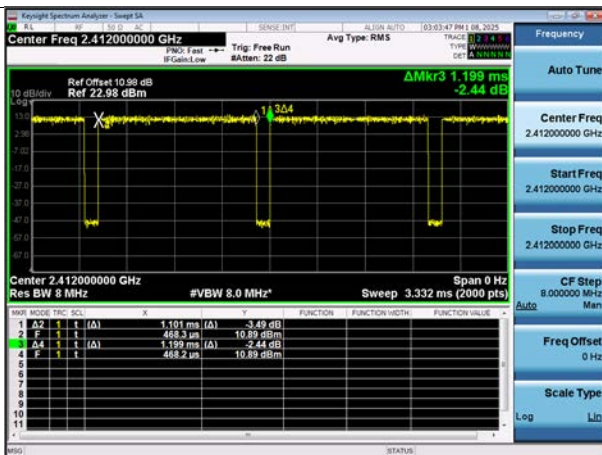 Keysight Spectrum Analyzer - Swept SA
RL RF 50 Ω AC SENSE:INT ALIGN AUTO 03:03:47 PM 1 08, 2025
Center Freq 2.412000000 GHz Avg Type: RMS TRACE 1 2 3 4 5 6
PNO: Fast Trig: Free Run TYPE WWWWWW
IFGain:Low #Atten: 22 dB DET A N N N N N
ΔMkr3 1.199 ms
Ref Offset 10.98 dB
10 dB/div Ref 22.98 dBm -2.44 dB
Log
13.0
2.98
-7.02
-17.0
-27.0
-37.0
-47.0
-57.0
-67.0
1 3Δ4
Center 2.412000000 GHz Span 0 Hz
Res BW 8 MHz #VBW 8.0 MHz* Sweep 3.332 ms (2000 pts)
MKR MODE TRC SCL X Y FUNCTION FUNCTION WIDTH FUNCTION VALUE
1 Δ2 1 t (Δ) 1.101 ms (Δ) -3.49 dB
2 F 1 t 468.3 µs 10.89 dBm
3 Δ4 1 t (Δ) 1.199 ms (Δ) -2.44 dB
4 F 1 t 468.2 µs 10.89 dBm
5
6
7
8
9
10
11
MSG STATUS
Frequency
Auto Tune
Center Freq
2.412000000 GHz
Start Freq
2.412000000 GHz
Stop Freq
2.412000000 GHz
CF Step
8.000000 MHz
Auto Man
Freq Offset
0 Hz
Scale Type
Log Lin